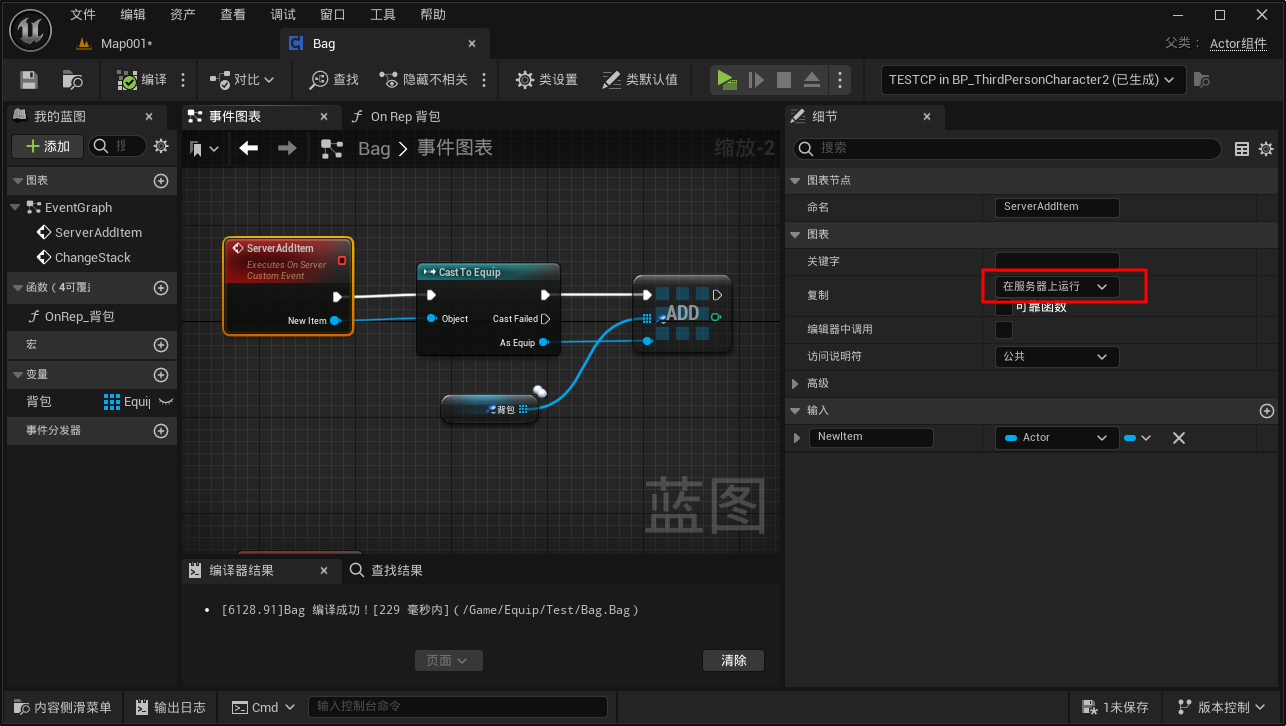 文件 编辑 资产 查看 调试 窗口 工具 帮助
Map001*
Bag
父类： Actor组件
编译 对比 查找 隐藏不相关 类设置 类默认值 TESTCP in BP_ThirdPersonCharacter2 (已生成)
我的蓝图
添加
图表
EventGraph
ServerAddItem
ChangeStack
函数（4可覆盖
OnRep_背包
宏
变量
背包 Equip
事件分发器
事件图表 On Rep 背包
Bag > 事件图表 缩放-2
ServerAddItem
Executes On Server
Custom Event
New Item
Cast To Equip
Object Cast Failed
As Equip
ADD
背包
蓝图
编译器结果 查找结果
[6128.91]Bag 编译成功！[229 毫秒内]（/Game/Equip/Test/Bag.Bag）
页面 清除
细节
搜索
图表节点
命名 ServerAddItem
图表
关键字
复制 在服务器上运行
可靠函数
编辑器中调用
访问说明符 公共
高级
输入
NewItem Actor
内容侧滑菜单 输出日志 Cmd 输入控制台命令 1未保存 版本控制